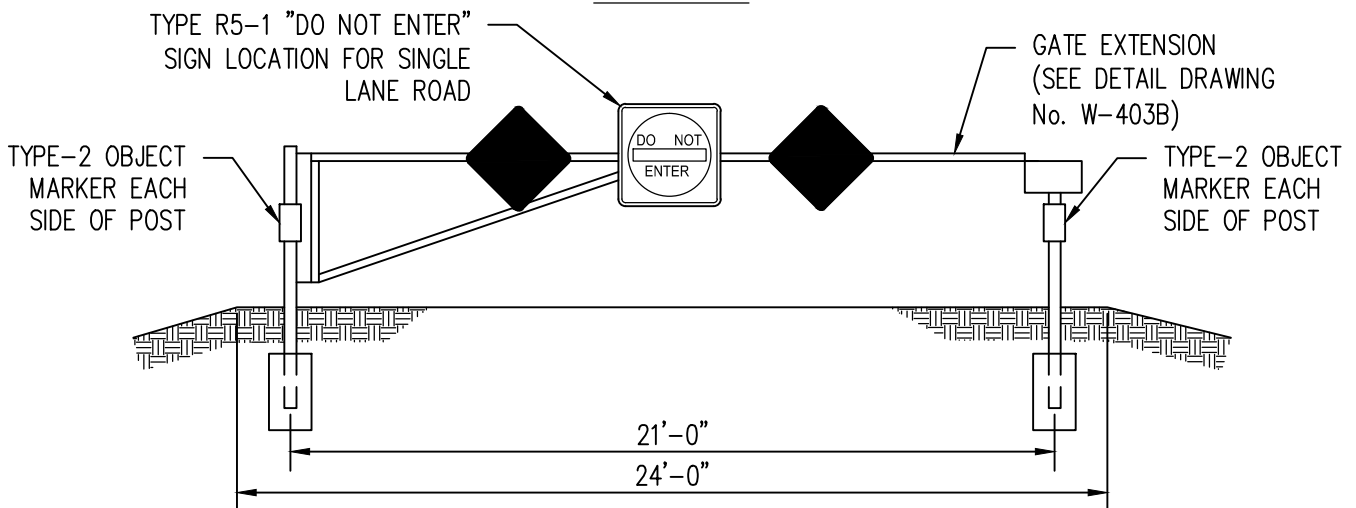 TYPE R5-1 "DO NOT ENTER"
SIGN LOCATION FOR SINGLE
LANE ROAD
GATE EXTENSION
(SEE DETAIL DRAWING
No. W-403B)
TYPE-2 OBJECT
MARKER EACH
SIDE OF POST
DO NOT
ENTER
TYPE-2 OBJECT
MARKER EACH
SIDE OF POST
21'-0"
24'-0"